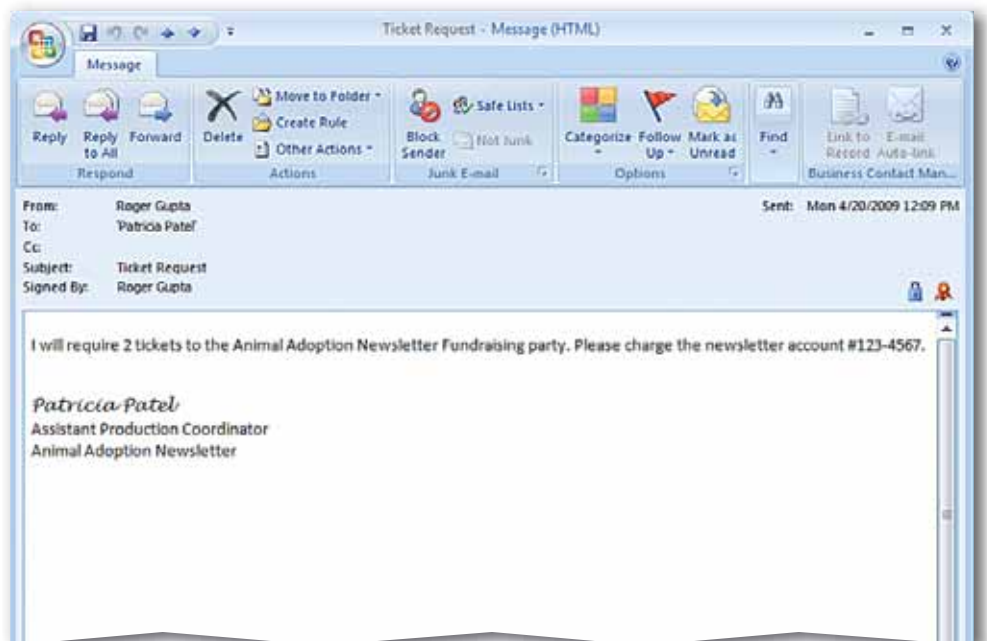 Ticket Request - Message (HTML)
Message
Reply
Reply to All
Forward
Respond
Delete
Move to Folder
Create Rule
Other Actions
Actions
Block Sender
Safe Lists
Not Junk
Junk E-mail
Categorize
Follow Up
Mark as Unread
Options
Find
Link to Record
E-mail Auto-link
Business Contact Man...
From: Roger Gupta
Sent: Mon 4/20/2009 12:09 PM
To: 'Patricia Patel'
Cc:
Subject: Ticket Request
Signed By: Roger Gupta
I will require 2 tickets to the Animal Adoption Newsletter Fundraising party. Please charge the newsletter account #123-4567.
Patricia Patel
Assistant Production Coordinator
Animal Adoption Newsletter